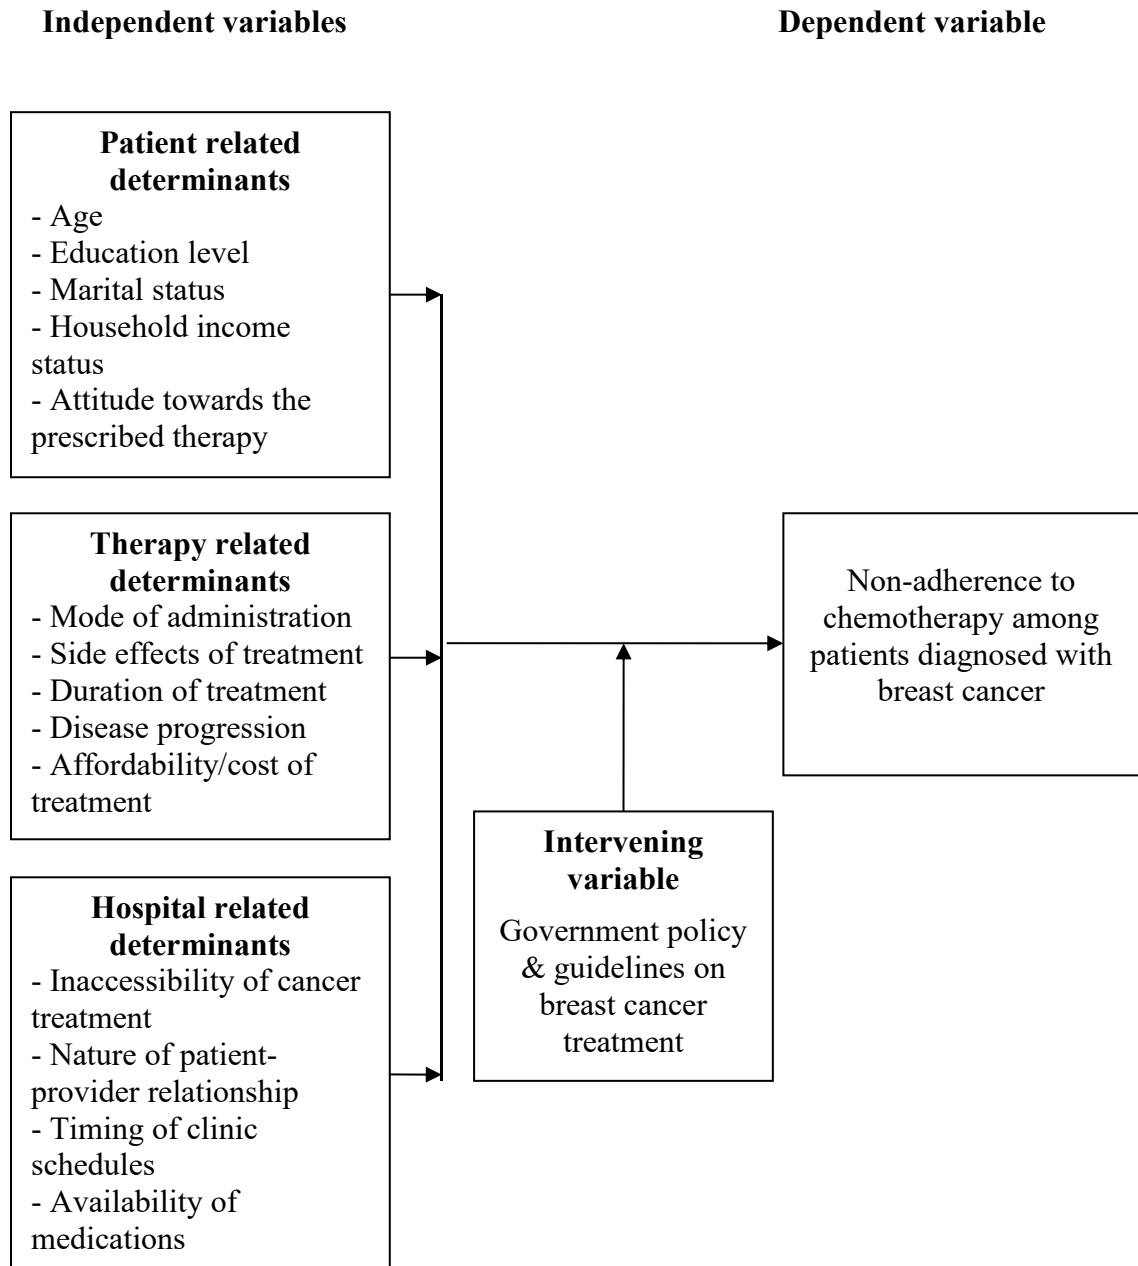 Independent variables
Dependent variable
Patient related
determinants
- Age
- Education level
- Marital status
- Household income
status
- Attitude towards the
prescribed therapy
Therapy related
determinants
- Mode of administration
- Side effects of treatment
- Duration of treatment
- Disease progression
- Affordability/cost of
treatment
Hospital related
determinants
- Inaccessibility of cancer
treatment
- Nature of patient-
provider relationship
- Timing of clinic
schedules
- Availability of
medications
Intervening
variable
Government policy
& guidelines on
breast cancer
treatment
Non-adherence to
chemotherapy among
patients diagnosed with
breast cancer